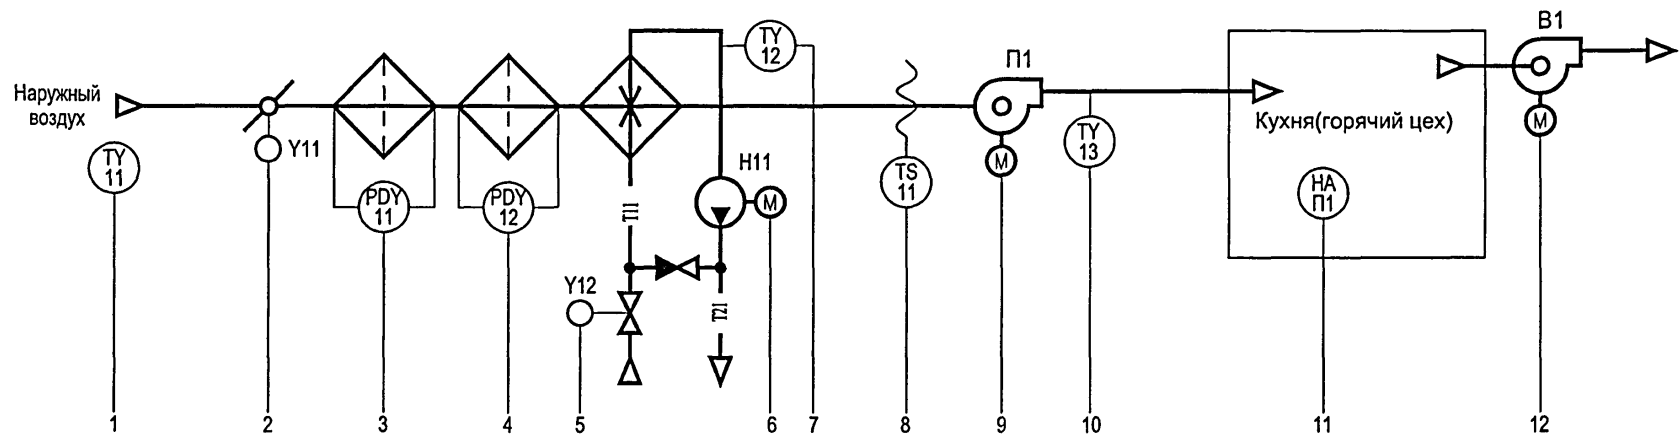 В1
П1
TY
12
Наружный
воздух
Кухня(горячий цех)
M
TY
11
Y11
TY
13
M
H11
PDY
11
PDY
12
TS
11
HA
П1
T11
M
Y12
T21
1
2
3
4
5
6
7
8
9
10
11
12